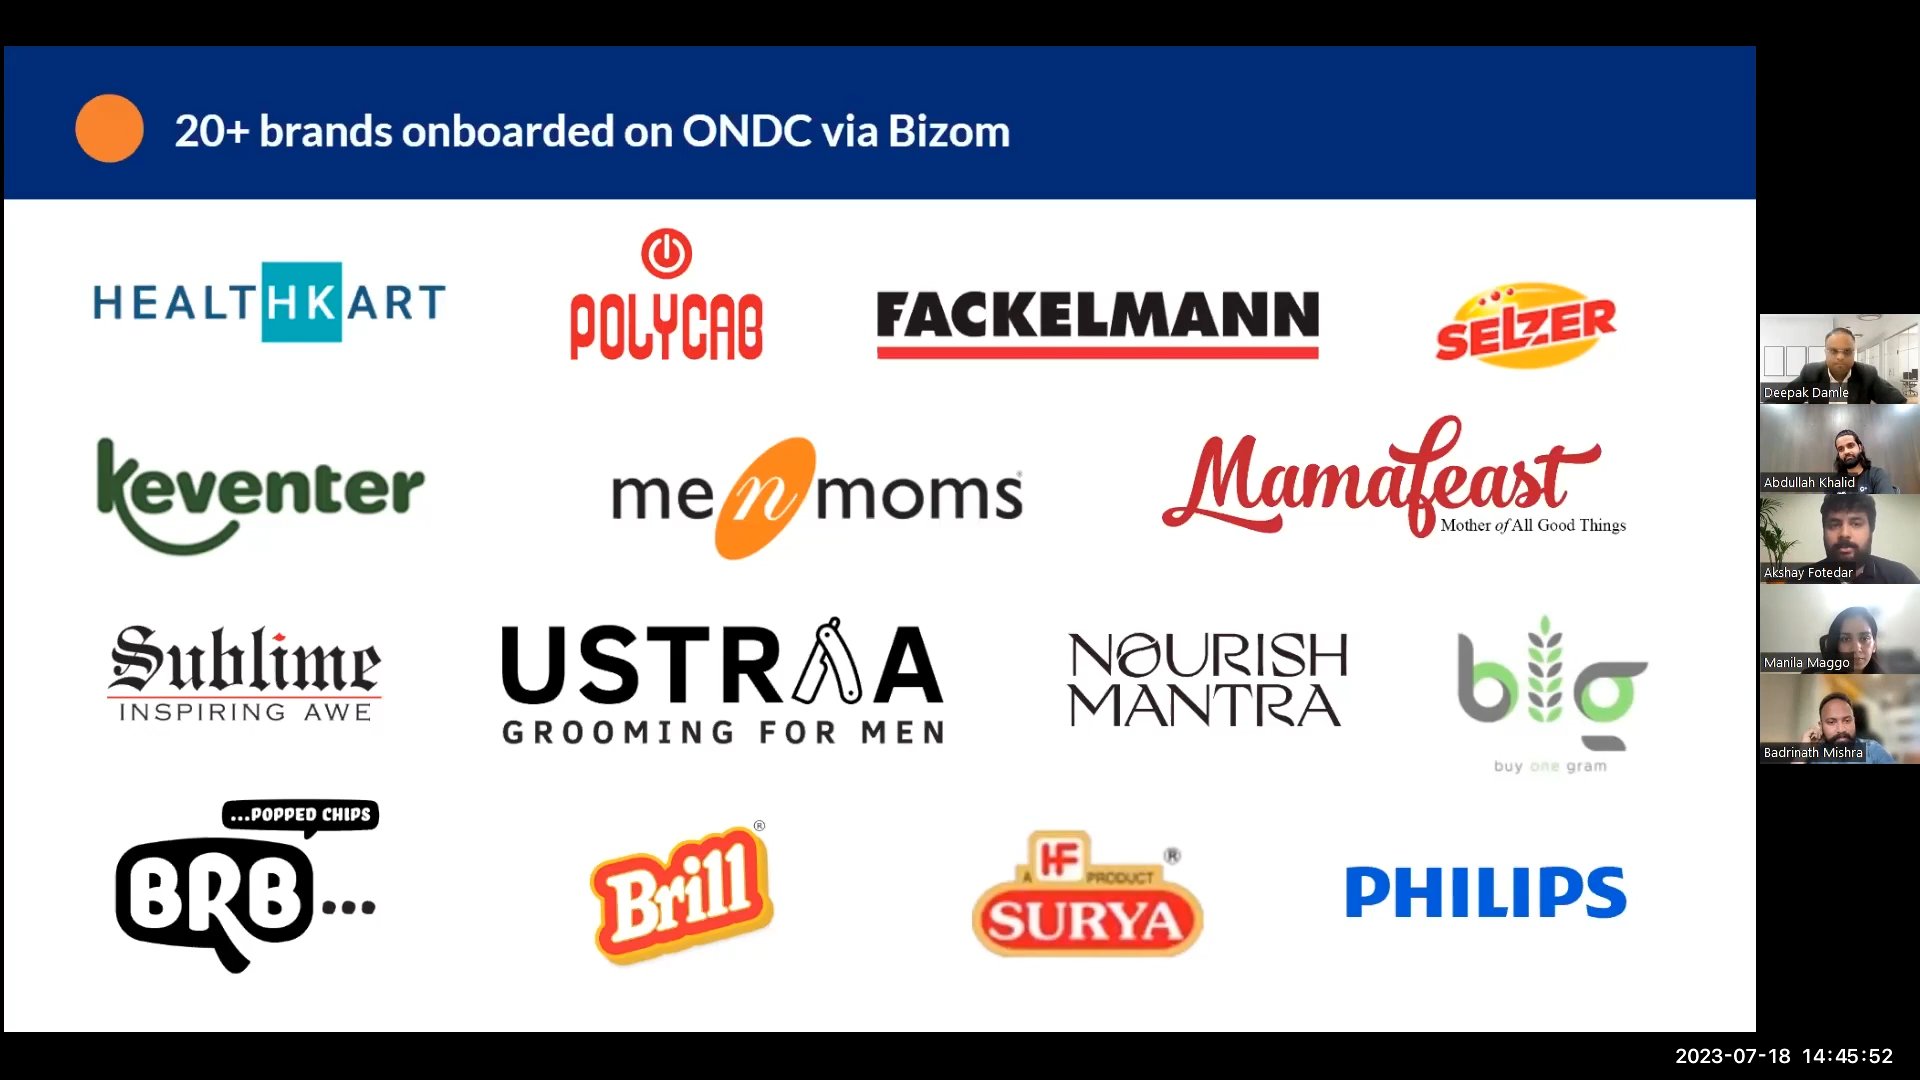 20+ brands onboarded on ONDC via Bizom
HEALTHKART
POLYCAB
FACKELMANN
SELZER
keventer
me n moms
Mamafeast
Mother of All Good Things
Sublime
INSPIRING AWE
USTRAA
GROOMING FOR MEN
NOURISH
MANTRA
big
buy one gram
...POPPED CHIPS
BRB...
Brill®
HF ®
A PRODUCT
SURYA
PHILIPS
Deepak Damle
Abdullah Khalid
Akshay Fotedar
Manila Maggo
Badrinath Mishra
2023-07-18 14:45:52